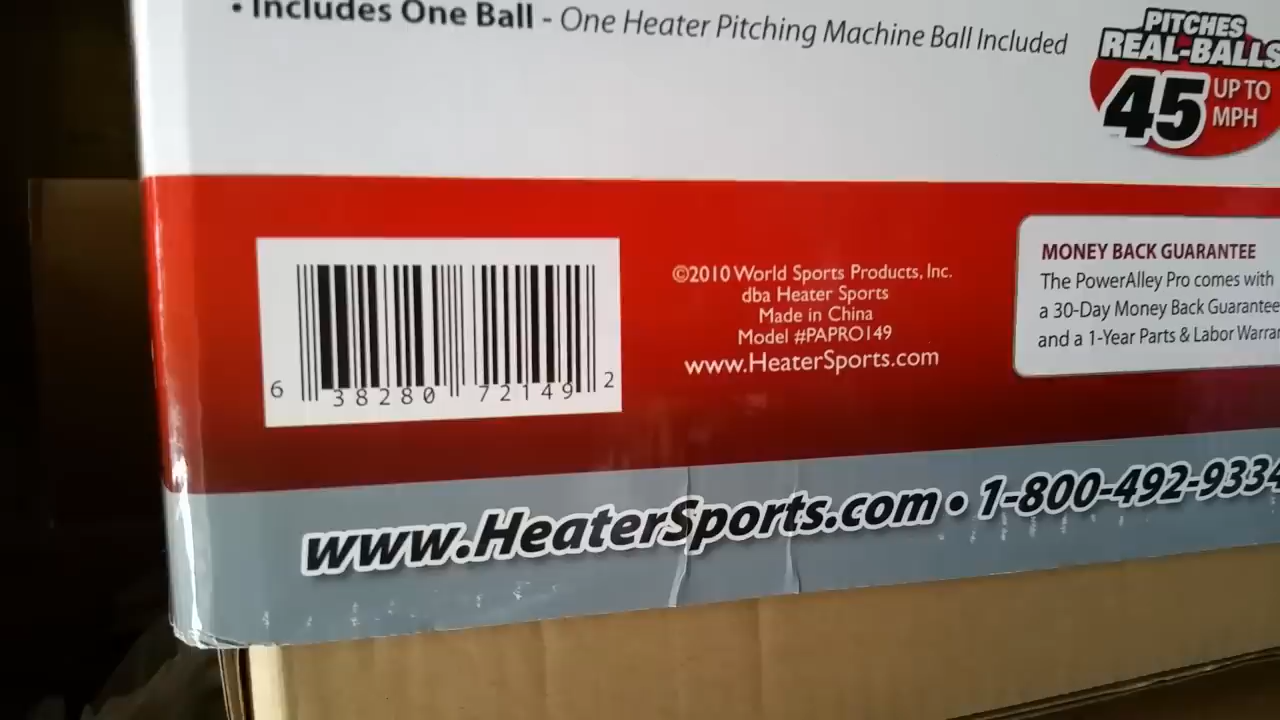 • Includes One Ball - One Heater Pitching Machine Ball Included
PITCHES
REAL-BALLS
45 UP TO
MPH
6 38280 72149 2
©2010 World Sports Products, Inc.
dba Heater Sports
Made in China
Model #PAPRO149
www.HeaterSports.com
MONEY BACK GUARANTEE
The PowerAlley Pro comes with
a 30-Day Money Back Guarantee
and a 1-Year Parts & Labor
www.HeaterSports.com • 1-800-492-9334